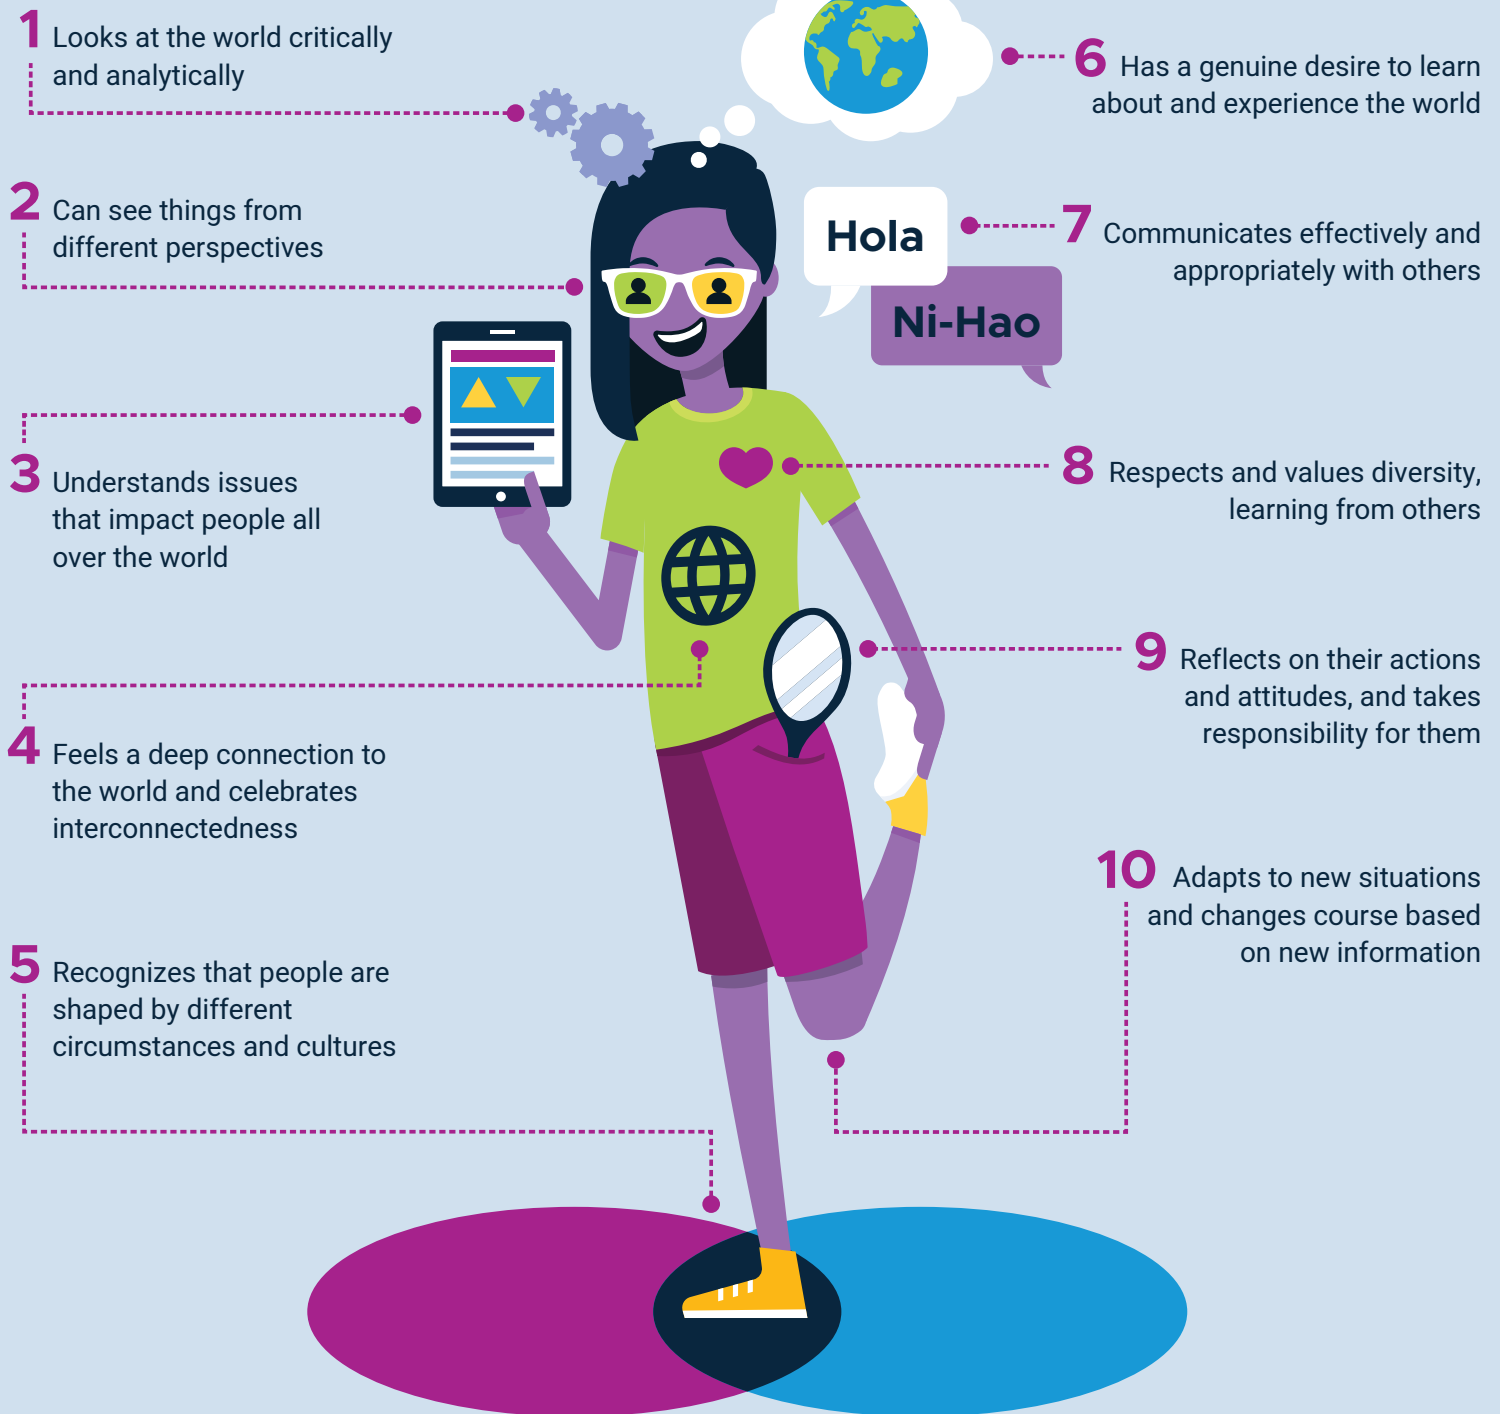 1 Looks at the world critically
and analytically
2 Can see things from
different perspectives
3 Understands issues
that impact people all
over the world
4 Feels a deep connection to
the world and celebrates
interconnectedness
5 Recognizes that people are
shaped by different
circumstances and cultures
6 Has a genuine desire to learn
about and experience the world
Hola
Ni-Hao
7 Communicates effectively and
appropriately with others
8 Respects and values diversity,
learning from others
9 Reflects on their actions
and attitudes, and takes
responsibility for them
10 Adapts to new situations
and changes course based
on new information